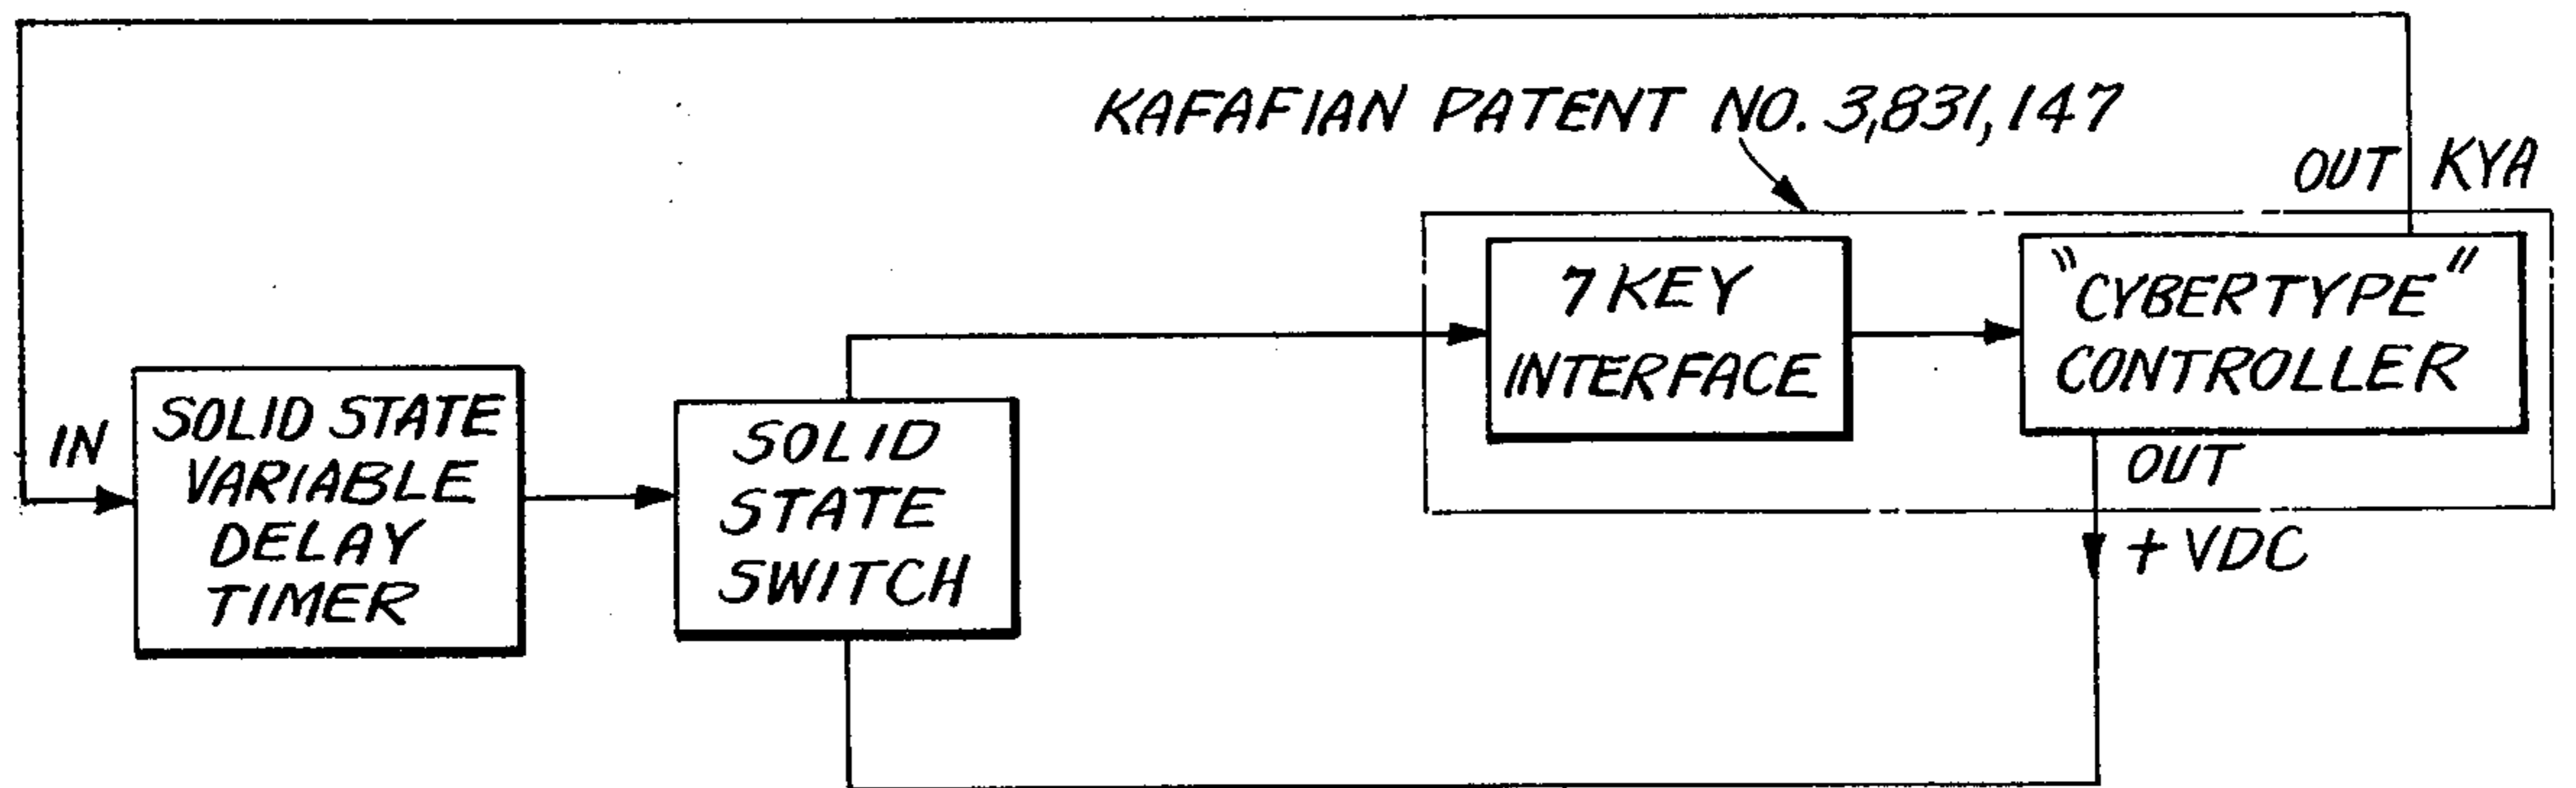 KAFAFIAN PATENT NO. 3,831,147
OUT KYA
7 KEY
INTERFACE
"CYBERTYPE"
CONTROLLER
OUT
+ VDC
IN
SOLID STATE
VARIABLE
DELAY
TIMER
SOLID
STATE
SWITCH